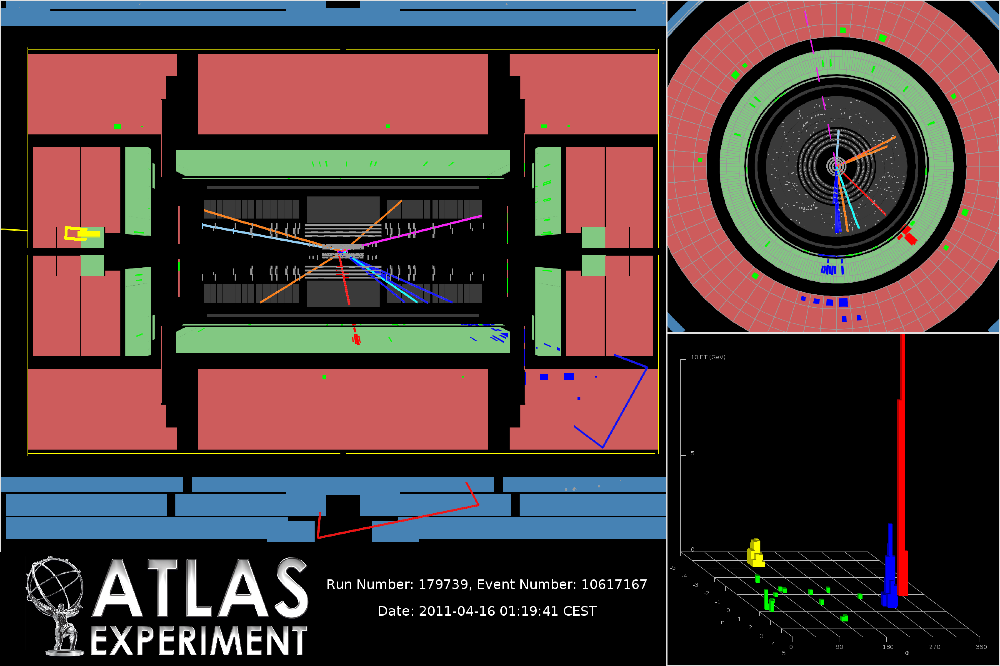 10 ET (GeV)
5
0
-5
-4
-3
-2
-1
0
1
2
3
4
5
η
0 90 180 270 360
Φ
ATLAS
EXPERIMENT
Run Number: 179739, Event Number: 10617167
Date: 2011-04-16 01:19:41 CEST